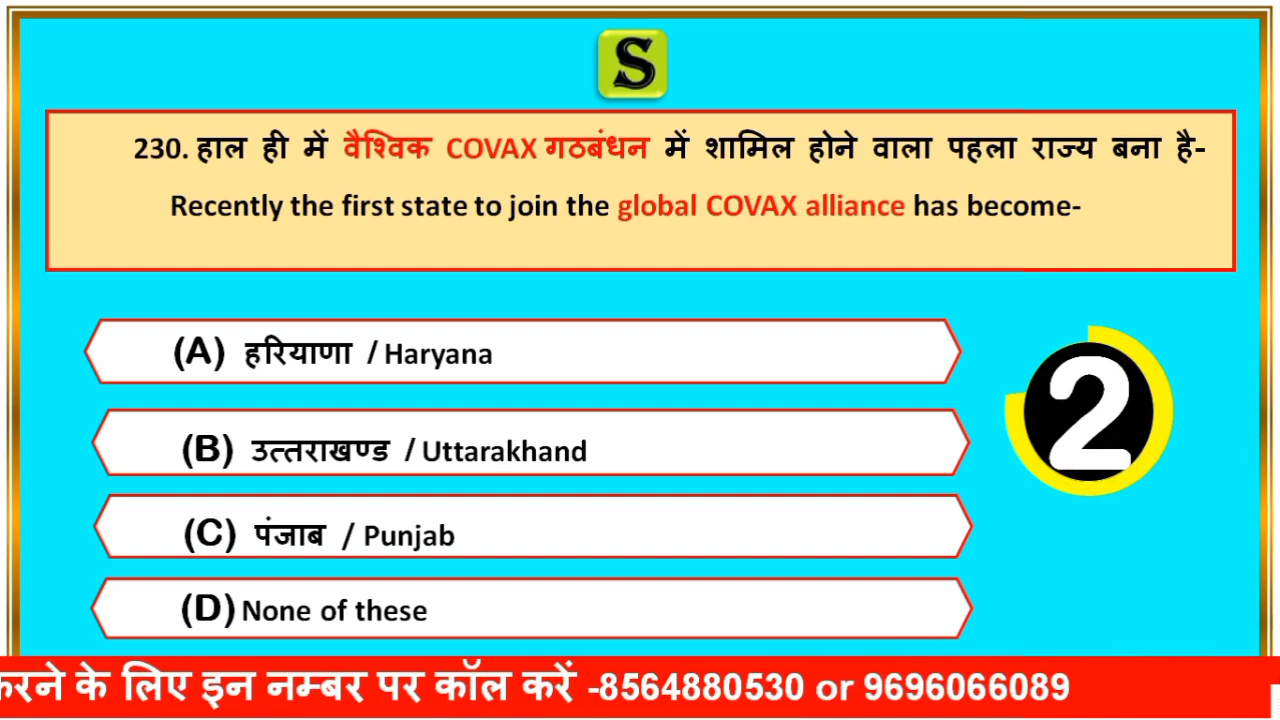 S
230. हाल ही में वैश्विक COVAX गठबंधन में शामिल होने वाला पहला राज्य बना है-
Recently the first state to join the global COVAX alliance has become-
(A) हरियाणा / Haryana
(B) उत्तराखण्ड / Uttarakhand
2
(C) पंजाब / Punjab
(D) None of these
करने के लिए इन नम्बर पर कॉल करें -8564880530 or 9696066089